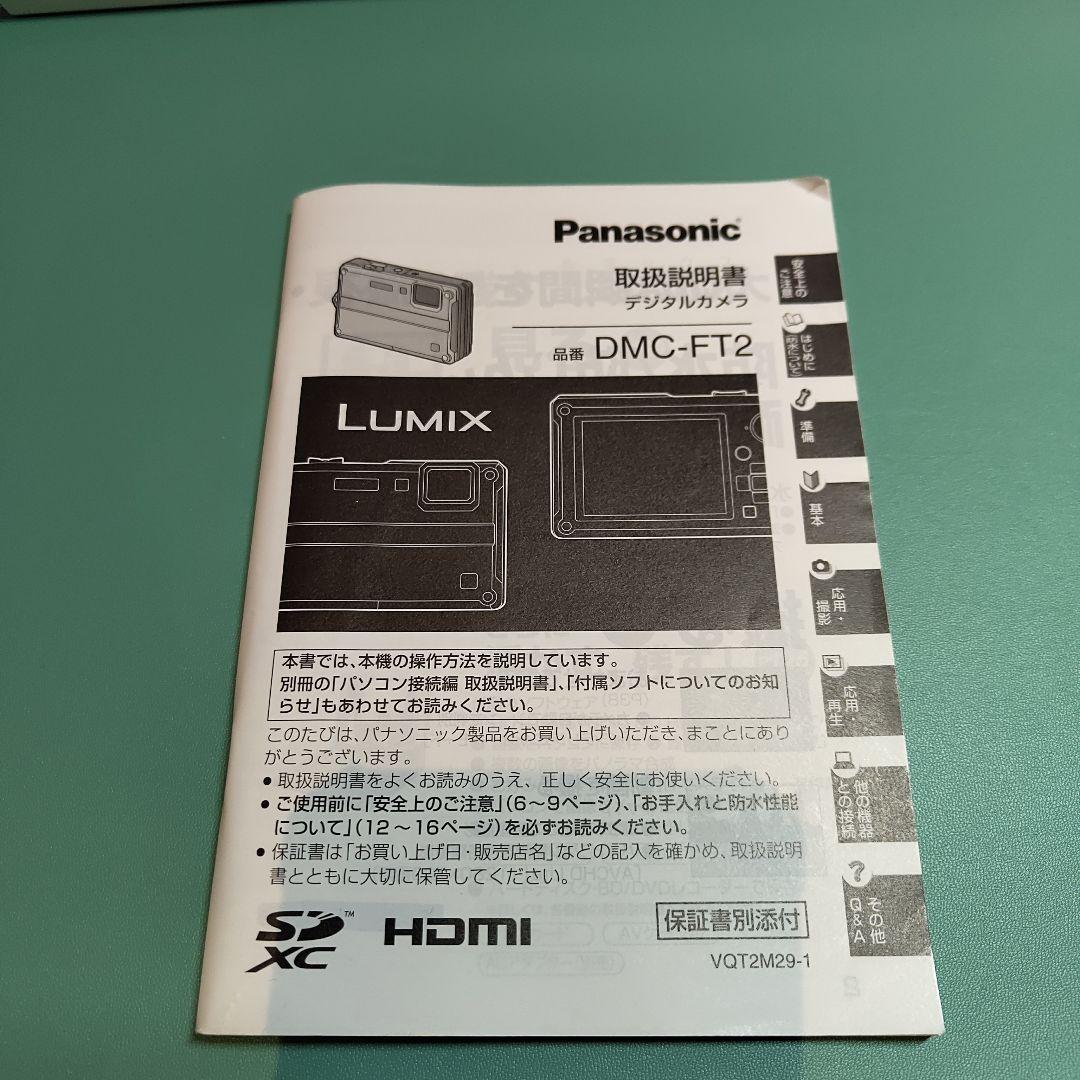 Panasonic
取扱説明書
デジタルカメラ
品番 DMC-FT2
LUMIX
本書では、本機の操作方法を説明しています。
別冊の「パソコン接続編 取扱説明書」、「付属ソフトについてのお知
らせ」もあわせてお読みください。
このたびは、パナソニック製品をお買い上げいただき、まことにあり
がとうございます。
● 取扱説明書をよくお読みのうえ、正しく安全にお使いください。
● ご使用前に「安全上のご注意」(6～9ページ)、「お手入れと防水性能
について」(12～16ページ)を必ずお読みください。
● 保証書は「お買い上げ日・販売店名」などの記入を確かめ、取扱説明
書とともに大切に保管してください。
SD XC™
HDMI
保証書別添付
VQT2M29-1
安全上の
ご注意
はじめに
(防水について)
準備
基本
応用・
撮影
応用・
再生
他の機器
との接続
その他
Q&A